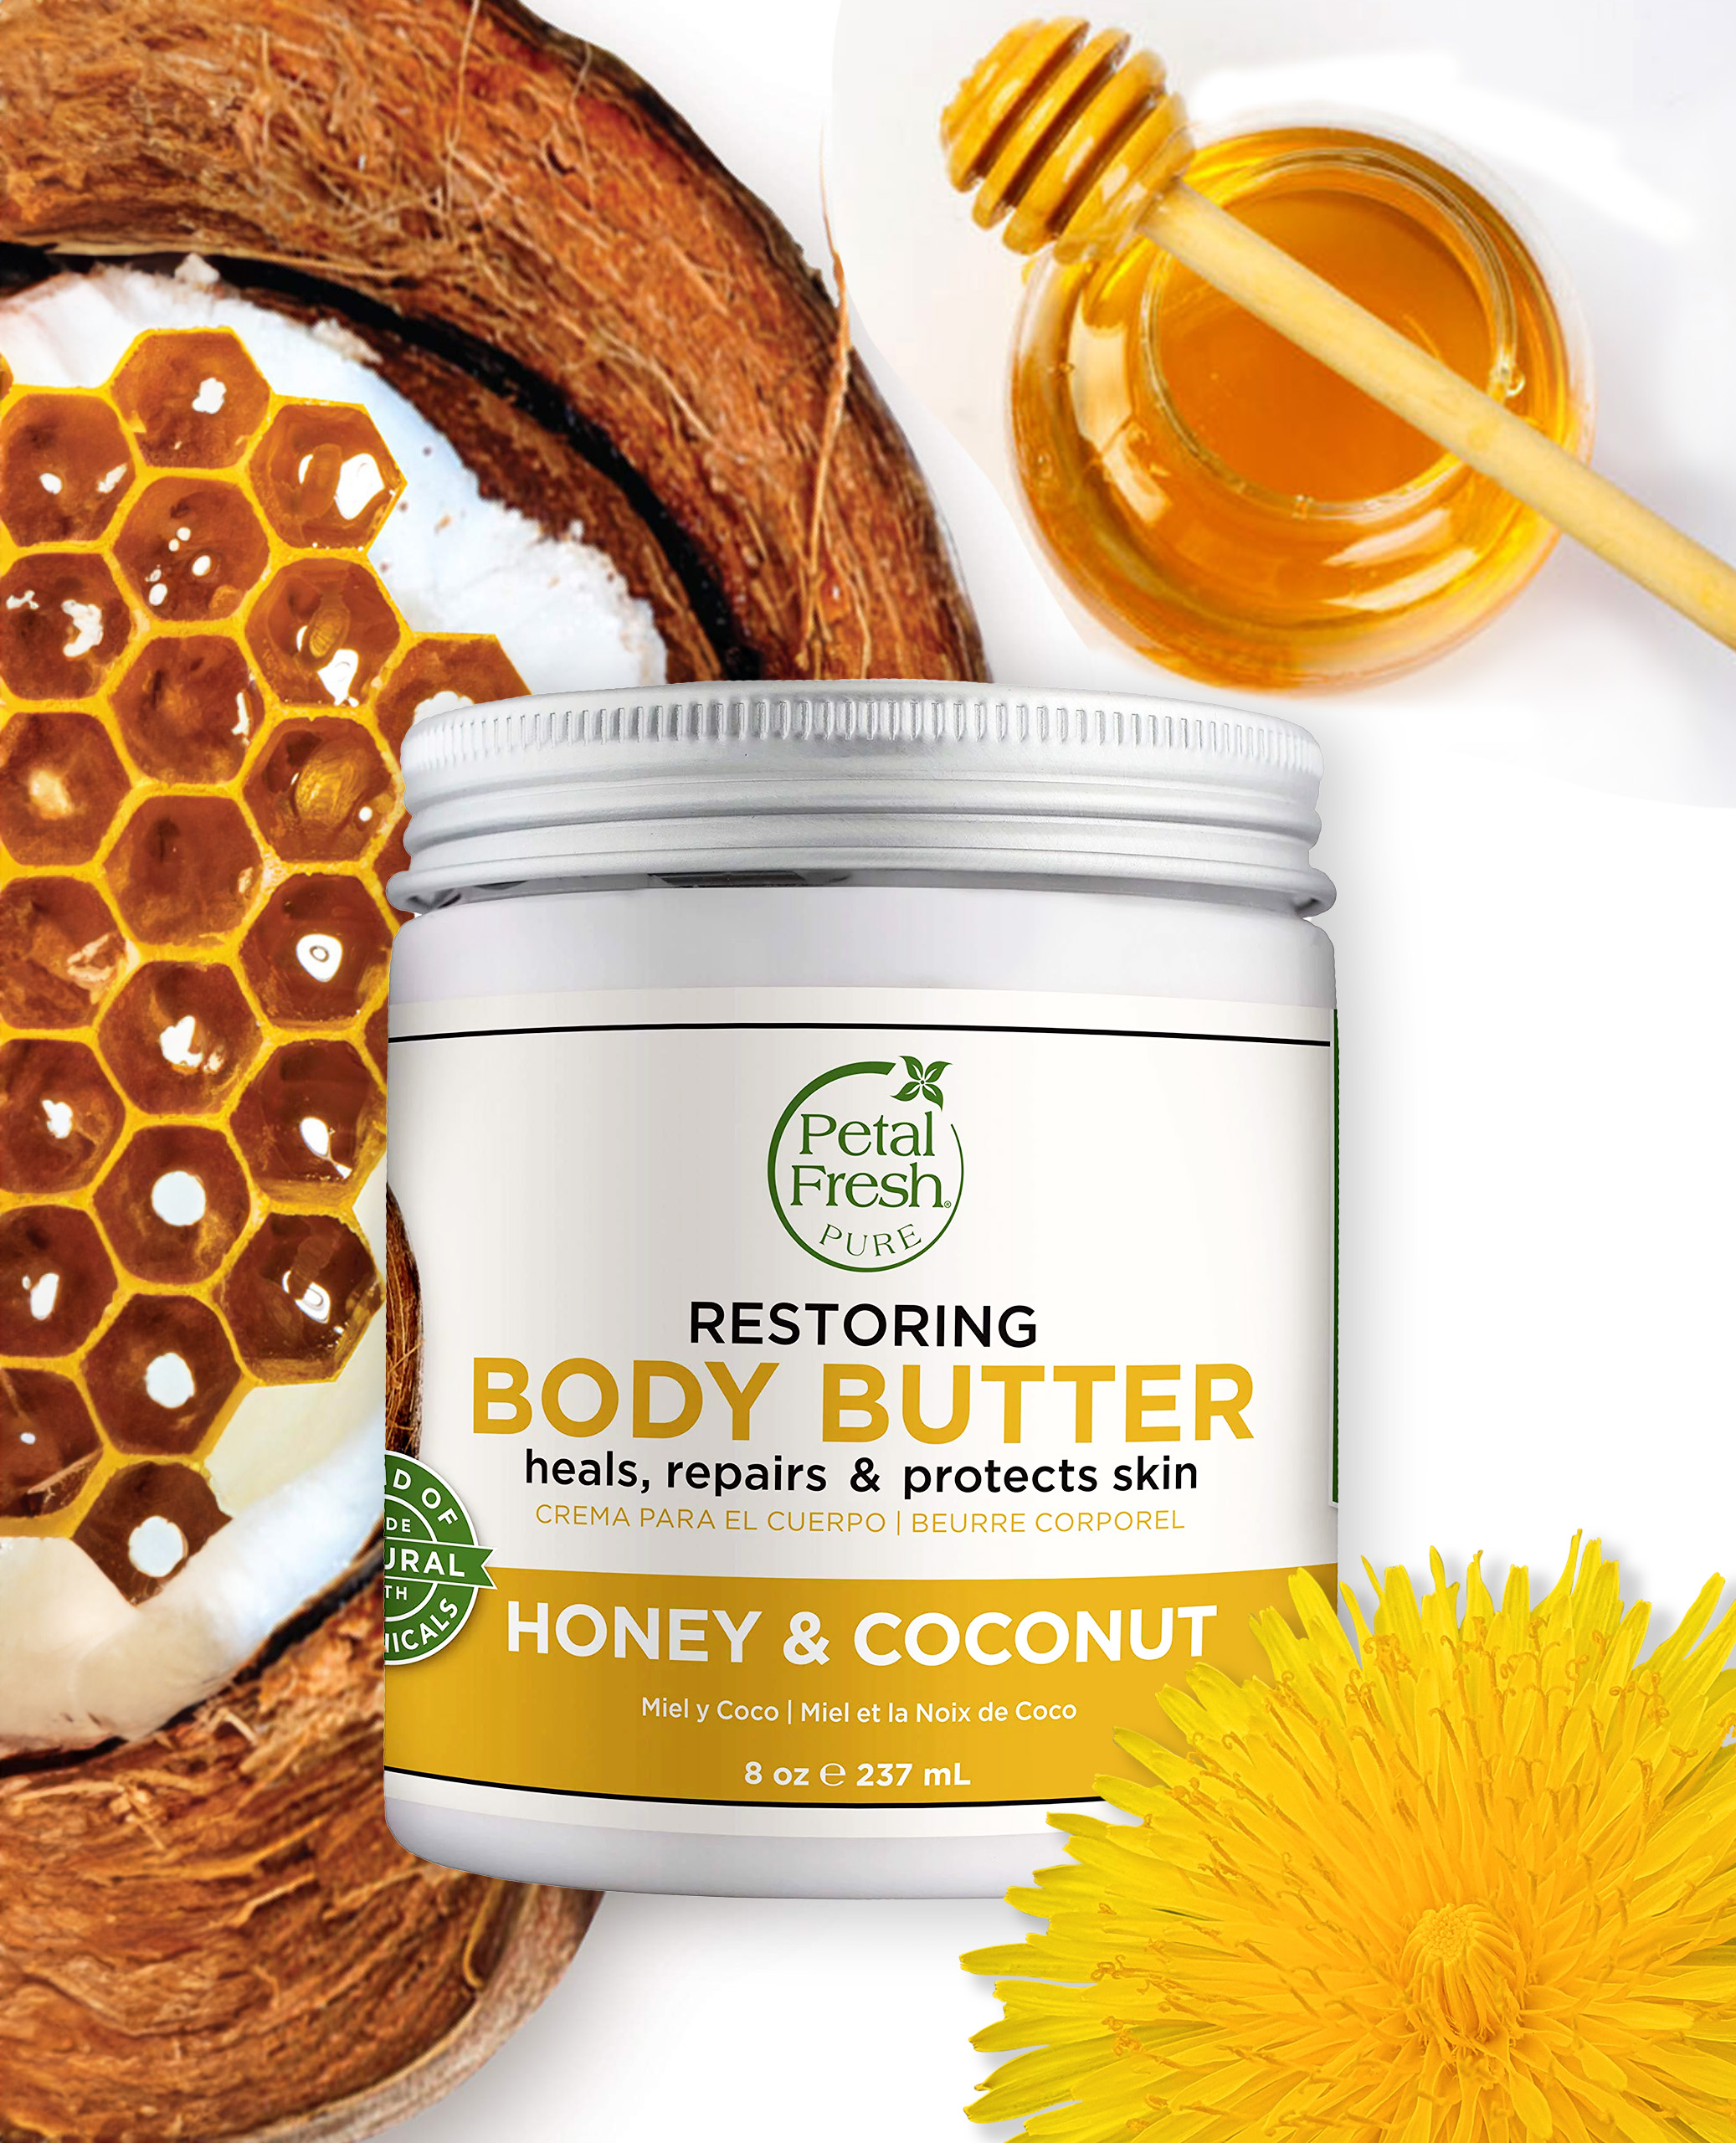 Petal
Fresh®
PURE
RESTORING
BODY BUTTER
heals, repairs & protects skin
CREMA PARA EL CUERPO | BEURRE CORPOREL
HONEY & COCONUT
Miel y Coco | Miel et la Noix de Coco
8 oz ℮ 237 mL
OF